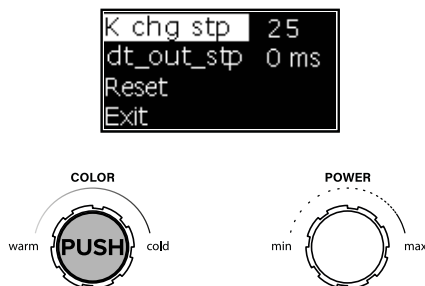 K chg stp 25
dt_out_stp 0 ms
Reset
Exit
COLOR
POWER
warm PUSH cold
min max